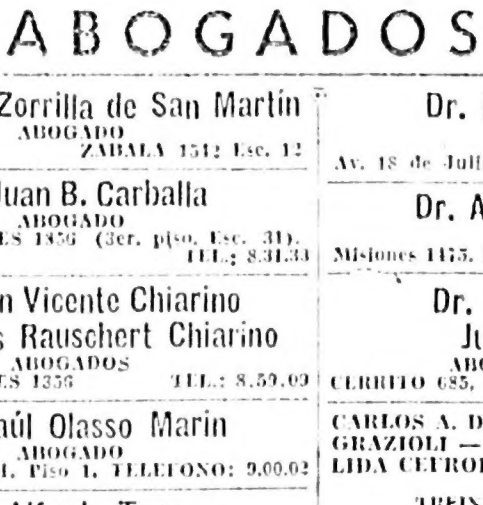 ABOGADOS
Zorrilla de San Martín
ABOGADO
ZABALA 1512 Esc. 12
Juan B. Carballa
ABOGADO
ES 1356 (3er. piso. Esc. 31).
TEL.: 8.31.33
n Vicente Chiarino
s Rauschert Chiarino
ABOGADOS
ES 1356 TEL.: 8.59.09
aúl Olasso Marin
ABOGADO
Piso 1. TELEFONO: 9.00.02
Dr.
Av. 18 de Juli
Dr. A
Misiones 1475.
Dr.
Ju
ABO
CERRITO 685.
CARLOS A. D
GRAZIOLI —
LIDA CEFROL
TREIN